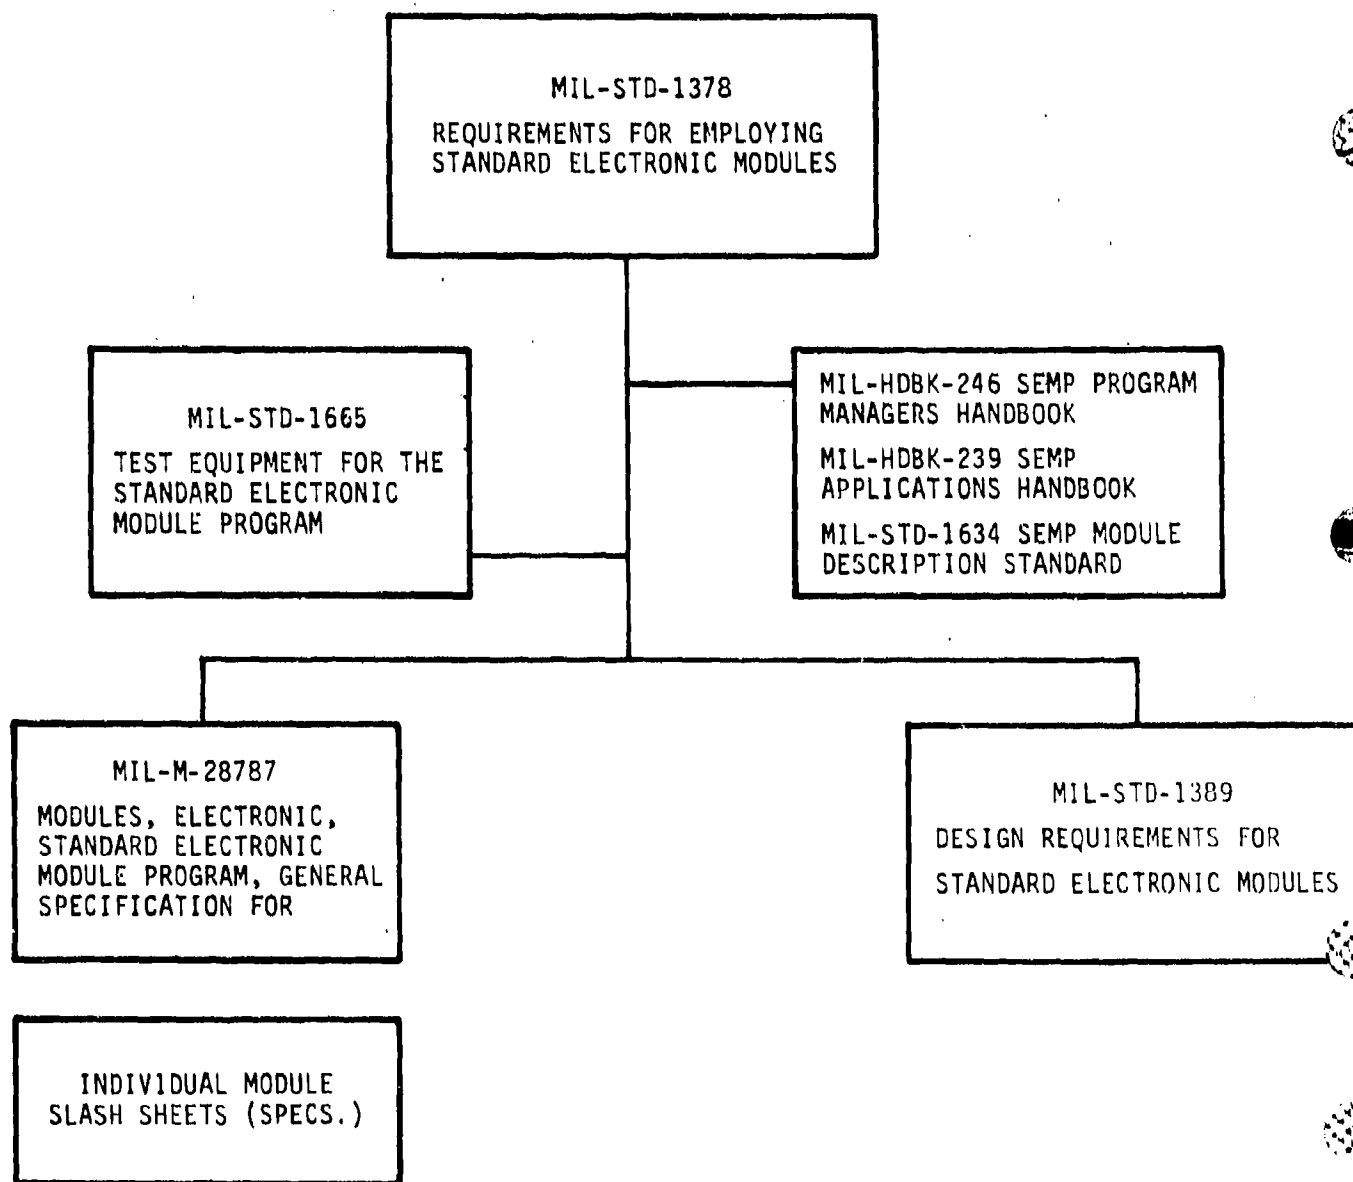 MIL-STD-1378
REQUIREMENTS FOR EMPLOYING
STANDARD ELECTRONIC MODULES
MIL-STD-1665
TEST EQUIPMENT FOR THE
STANDARD ELECTRONIC
MODULE PROGRAM
MIL-HDBK-246 SEMP PROGRAM
MANAGERS HANDBOOK
MIL-HDBK-239 SEMP
APPLICATIONS HANDBOOK
MIL-STD-1634 SEMP MODULE
DESCRIPTION STANDARD
MIL-M-28787
MODULES, ELECTRONIC,
STANDARD ELECTRONIC
MODULE PROGRAM, GENERAL
SPECIFICATION FOR
MIL-STD-1389
DESIGN REQUIREMENTS FOR
STANDARD ELECTRONIC MODULES
INDIVIDUAL MODULE
SLASH SHEETS (SPECS.)